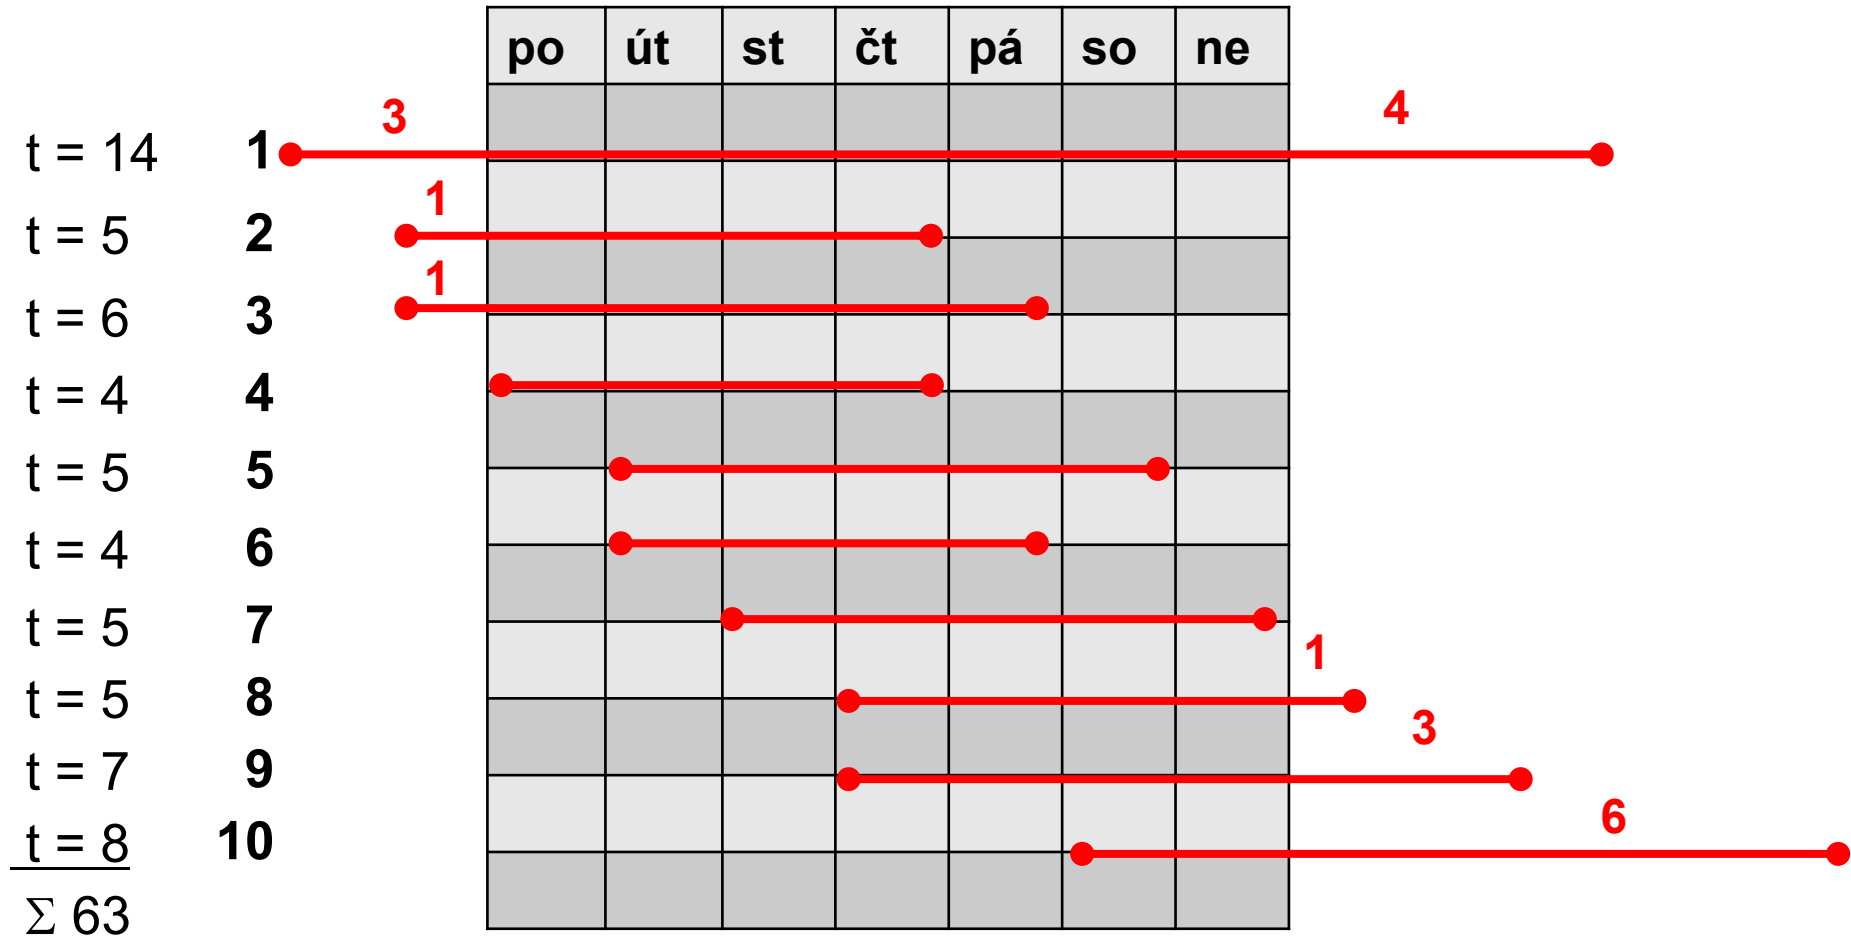 po út st čt pá so ne
3 4
t = 14 1
1
t = 5 2
1
t = 6 3
t = 4 4
t = 5 5
t = 4 6
t = 5 7
1
t = 5 8
3
t = 7 9
6
t = 8 10
Σ 63